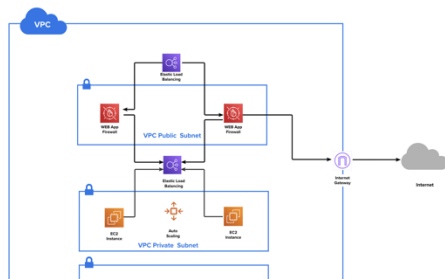 VPC
Elastic Load
Balancing
WEB App
Firewall
WEB App
Firewall
VPC Public Subnet
Elastic Load
Balancing
Internet
Gateway
Internet
EC2
Instance
Auto
Scaling
EC2
Instance
VPC Private Subnet